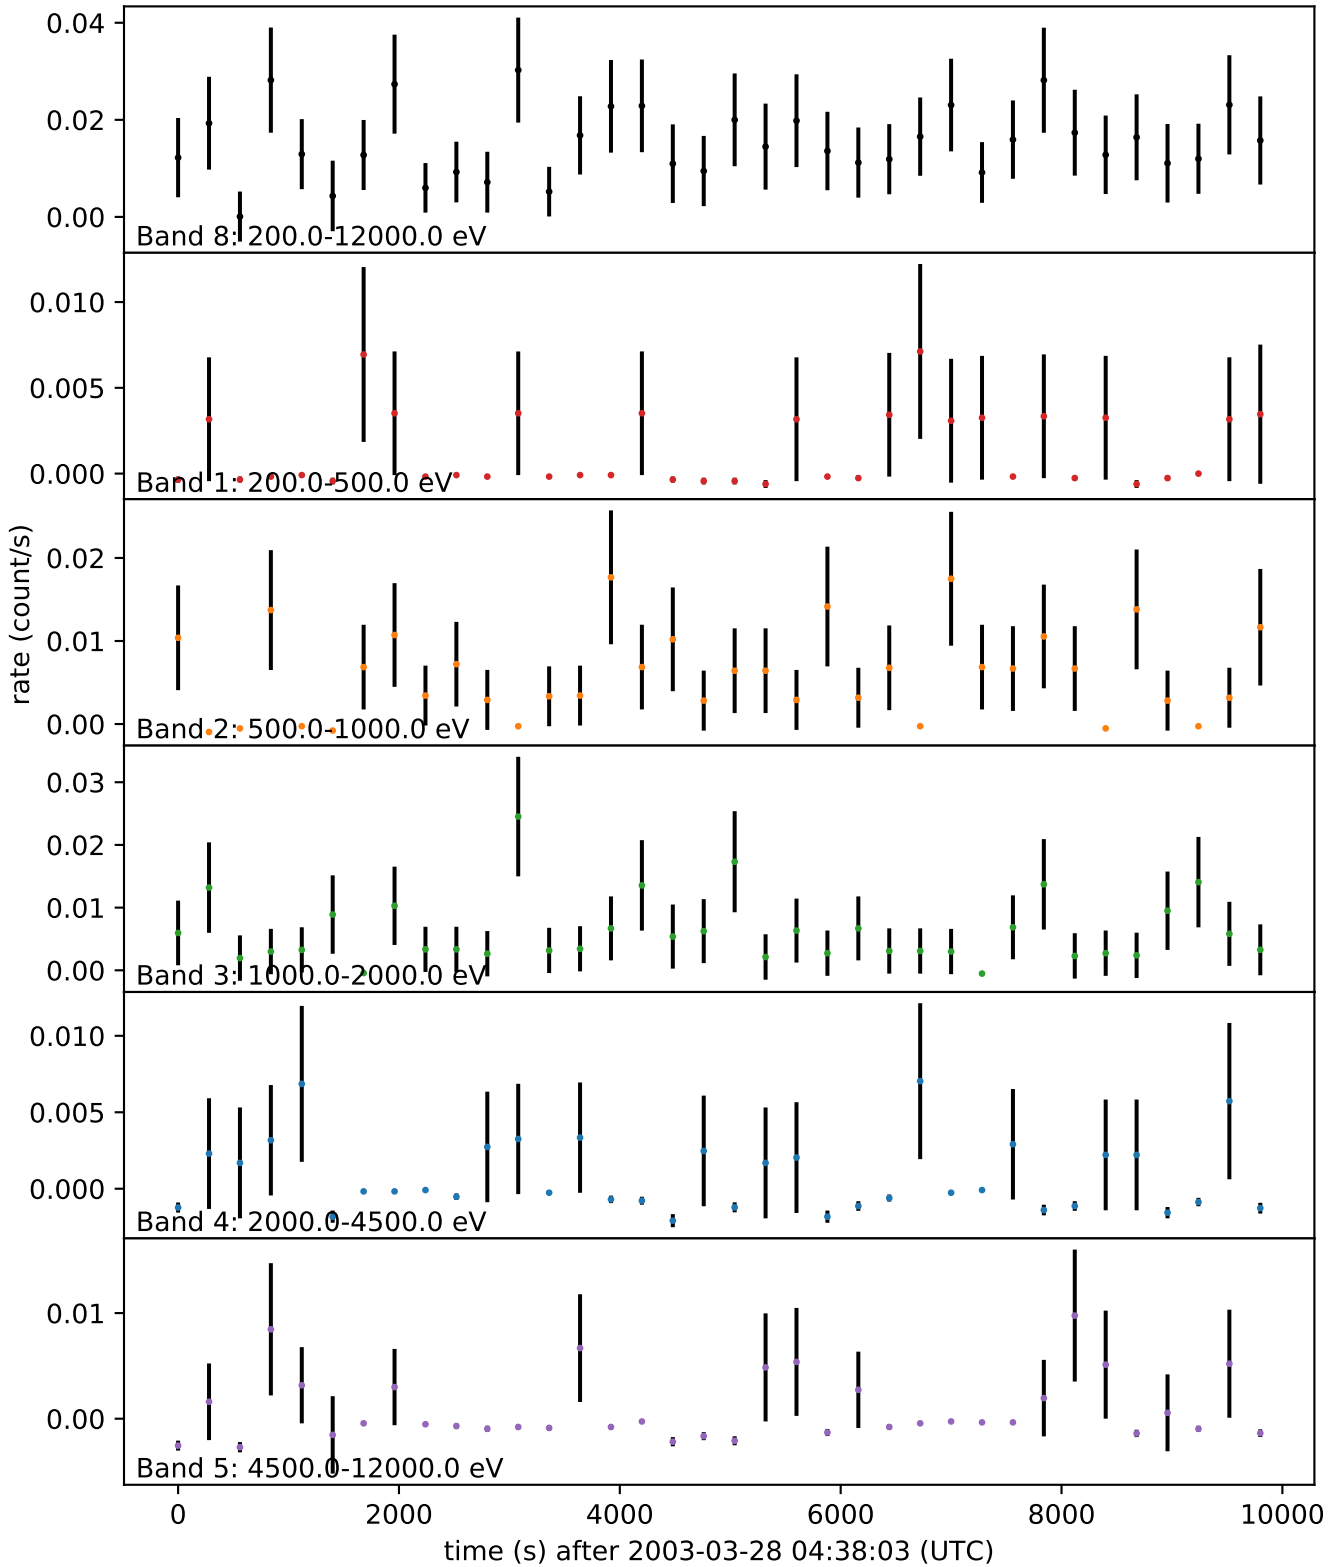 0.04
0.02
0.00
Band 8: 200.0-12000.0 eV
0.010
0.005
0.000
Band 1: 200.0-500.0 eV
rate (count/s)
0.02
0.01
0.00
Band 2: 500.0-1000.0 eV
0.03
0.02
0.01
0.00
Band 3: 1000.0-2000.0 eV
0.010
0.005
0.000
Band 4: 2000.0-4500.0 eV
0.01
0.00
Band 5: 4500.0-12000.0 eV
0 2000 4000 6000 8000 10000
time (s) after 2003-03-28 04:38:03 (UTC)